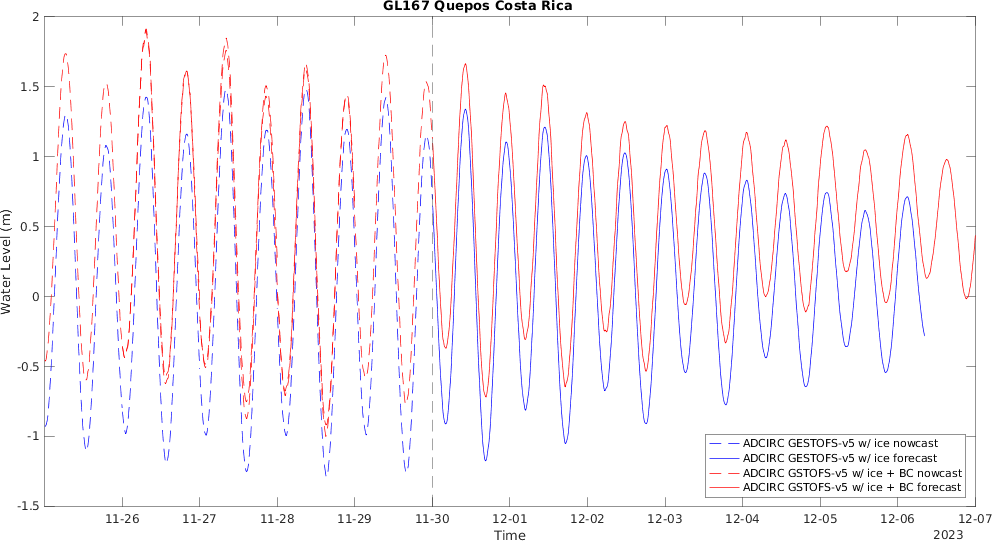 GL167 Quepos Costa Rica
2
1.5
1
0.5
0
-0.5
-1
-1.5
Water Level (m)
ADCIRC GESTOFS-v5 w/ ice nowcast
ADCIRC GESTOFS-v5 w/ ice forecast
ADCIRC GSTOFS-v5 w/ ice + BC nowcast
ADCIRC GSTOFS-v5 w/ ice + BC forecast
11-26 11-27 11-28 11-29 11-30 12-01 12-02 12-03 12-04 12-05 12-06 12-07
Time
2023